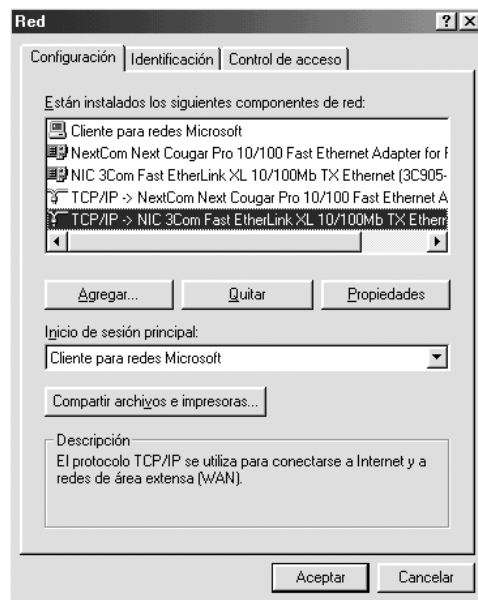 Red
Configuración Identificación Control de acceso
Están instalados los siguientes componentes de red:
Cliente para redes Microsoft
NextCom Next Cougar Pro 10/100 Fast Ethernet Adapter for
NIC 3Com Fast EtherLink XL 10/100Mb TX Ethernet (3C905-
TCP/IP -> NextCom Next Cougar Pro 10/100 Fast Ethernet A
TCP/IP -> NIC 3Com Fast EtherLink XL 10/100Mb TX Ethern
Agregar... Quitar Propiedades
Inicio de sesión principal:
Cliente para redes Microsoft
Compartir archivos e impresoras...
Descripción
El protocolo TCP/IP se utiliza para conectarse a Internet y a
redes de área extensa (WAN).
Aceptar Cancelar